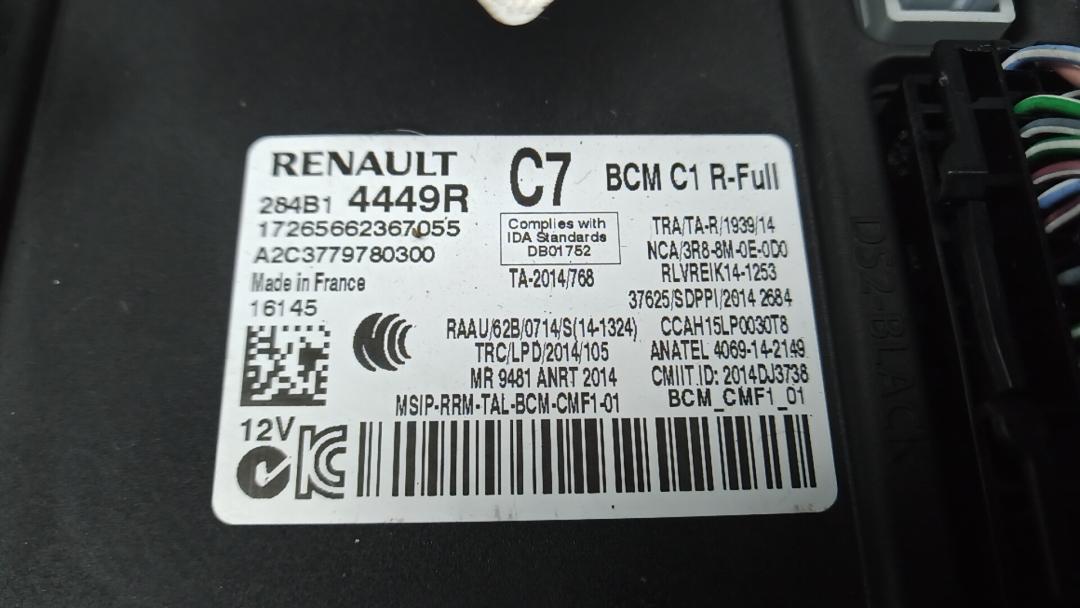 RENAULT
C7
BCM C1 R-Full
284B1 4449R
17265662367055
A2C3779780300
Made in France
16145
Complies with
IDA Standards
DB01752
TA-2014/768
TRA/TA-R/1939/14
NCA/3R8-8M-0E-0D0
RLVREIK14-1253
37625/SDPPI/2014 2684
RAAU/62B/0714/S(14-1324)
CCAH15LP0030T8
TRC/LPD/2014/105
ANATEL 4069-14-2149
MR 9481 ANRT 2014
CMIIT.ID: 2014DJ3738
MSIP-RRM-TAL-BCM-CMF1-01
BCM_CMF1_01
12V
DS2-BLACK